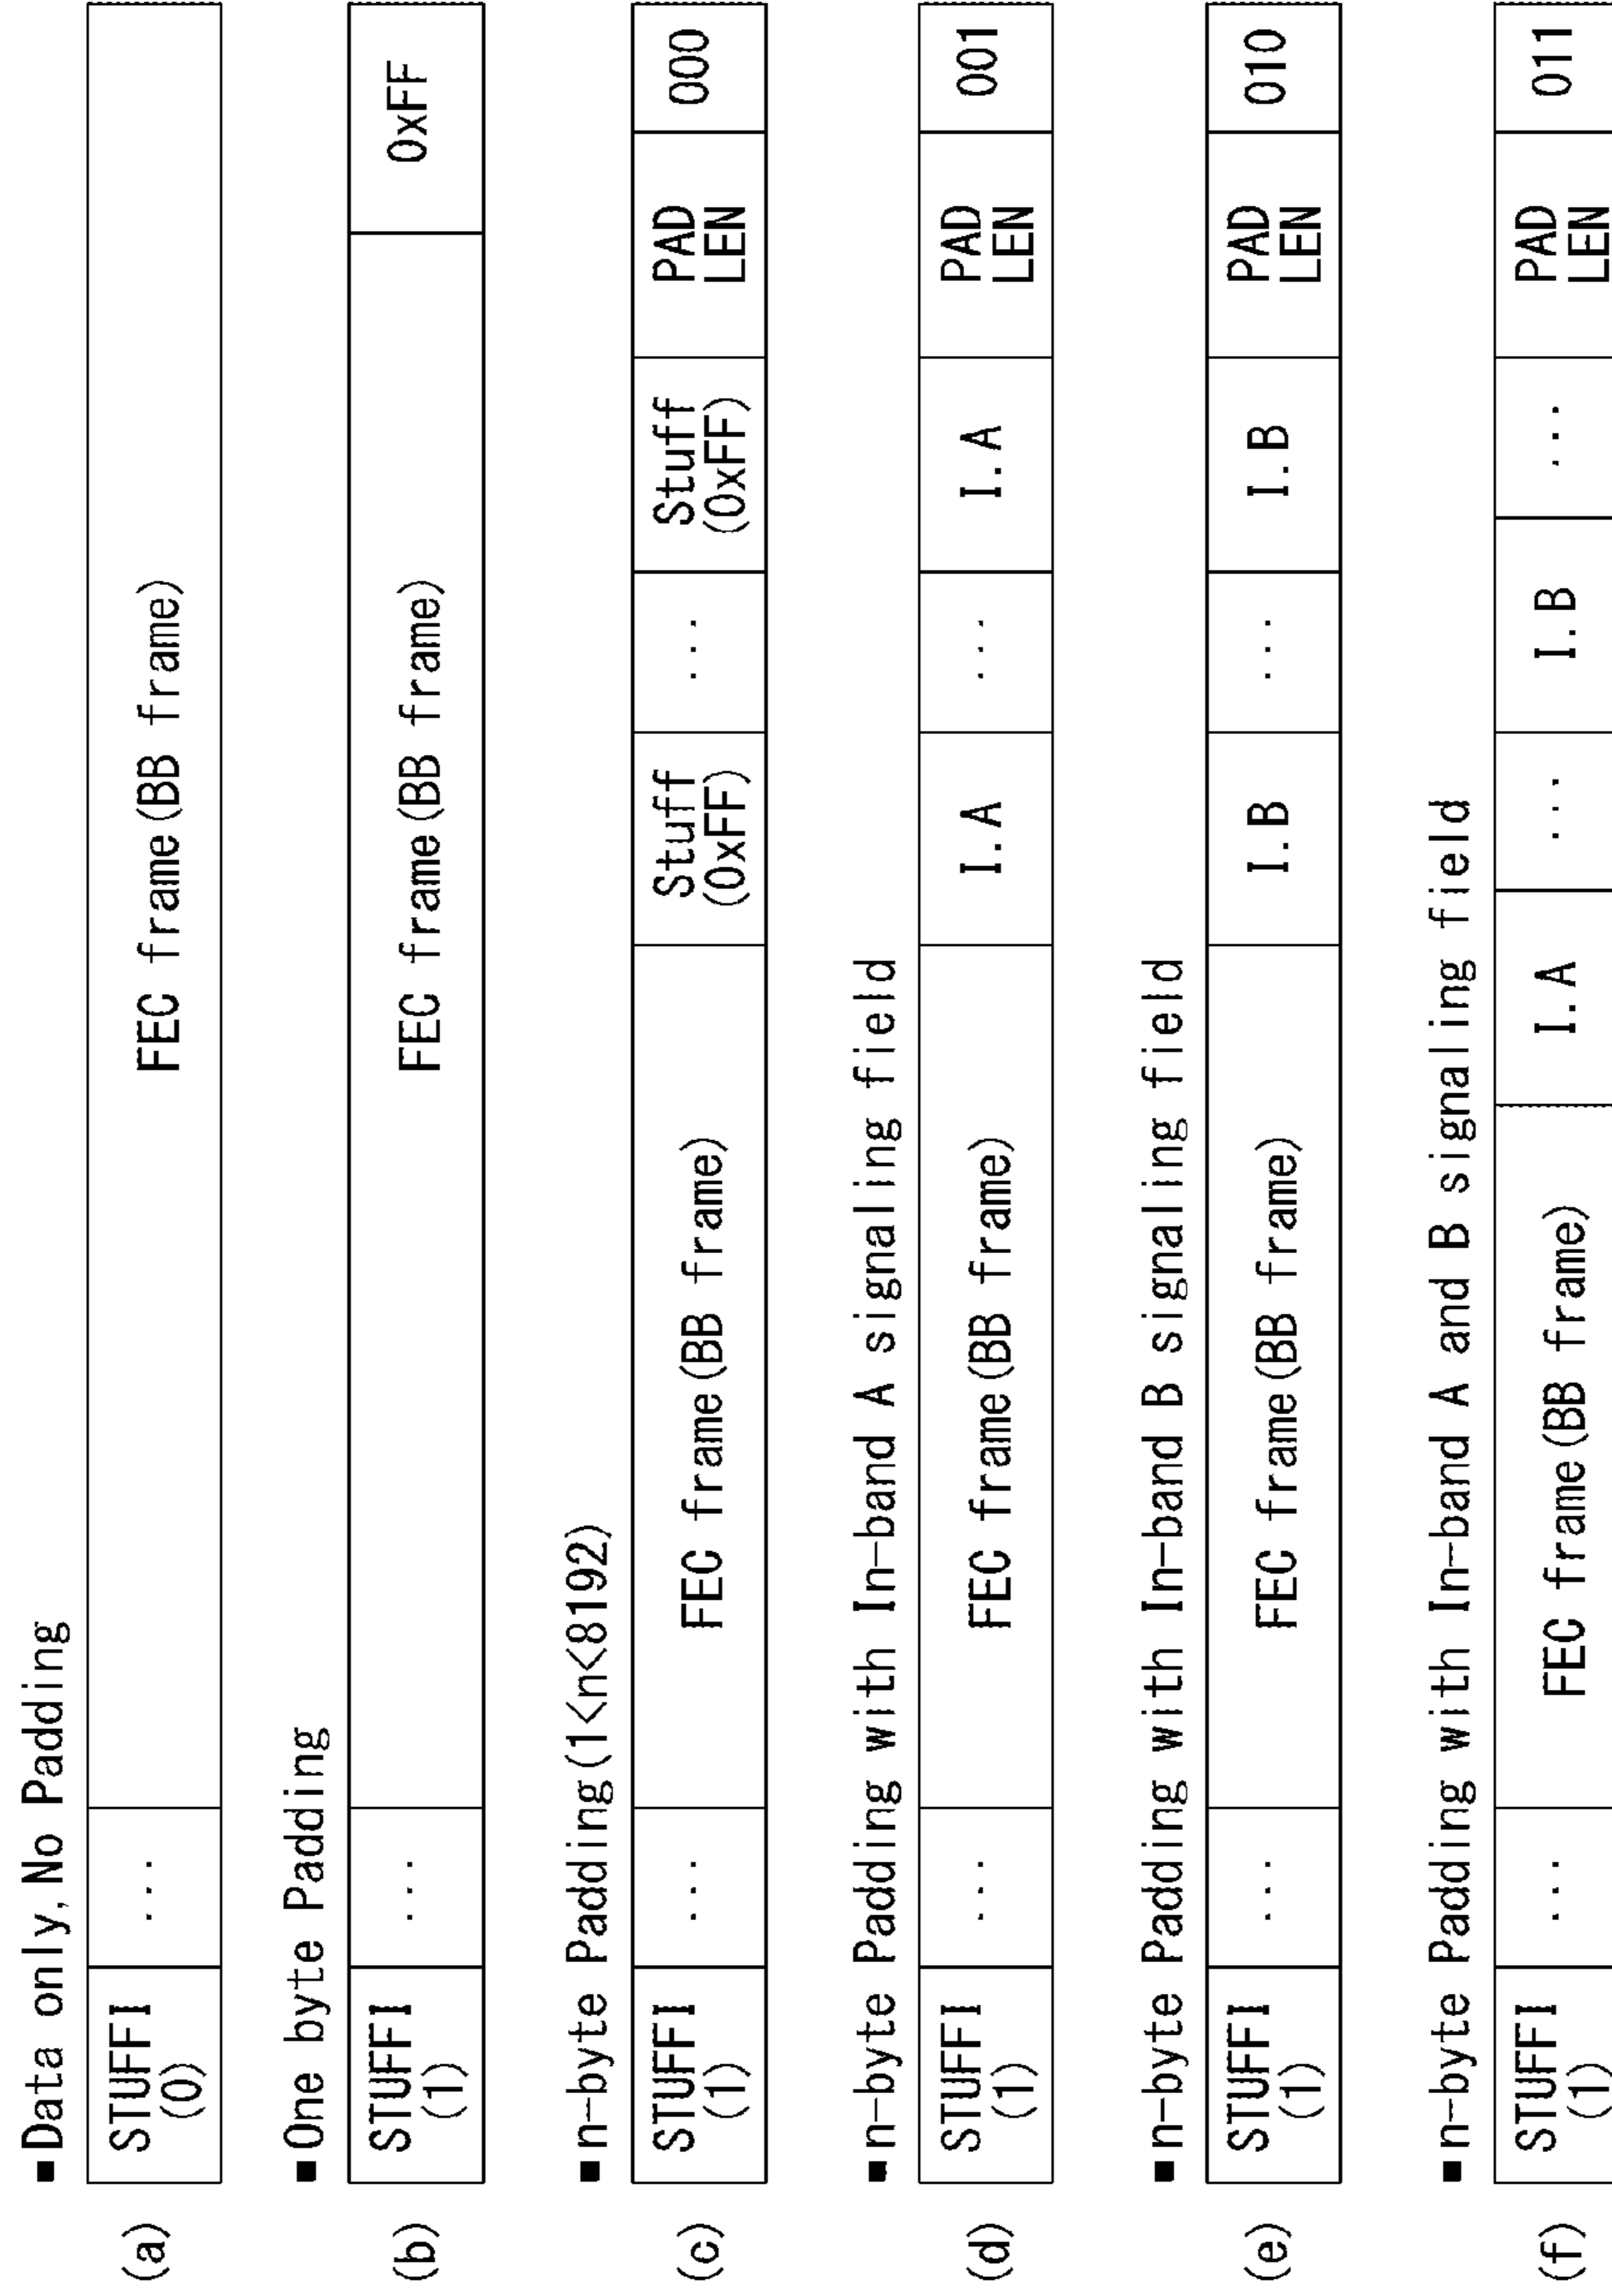 ■Data only, No Padding
(a) STUFFI (0) ... FEC frame(BB frame)
■One byte Padding
(b) STUFFI (1) ... FEC frame(BB frame) 0xFF
■n-byte Padding(1<n<8192)
(c) STUFFI (1) ... FEC frame(BB frame) Stuff (0xFF) ... Stuff (0xFF) PAD LEN 000
■n-byte Padding with In-band A signaling field
(d) STUFFI (1) ... FEC frame(BB frame) I.A ... I.A PAD LEN 001
■n-byte Padding with In-band B signaling field
(e) STUFFI (1) ... FEC frame(BB frame) I.B ... I.B PAD LEN 010
■n-byte Padding with In-band A and B signaling field
(f) STUFFI (1) ... FEC frame(BB frame) I.A ... I.B ... PAD LEN 011